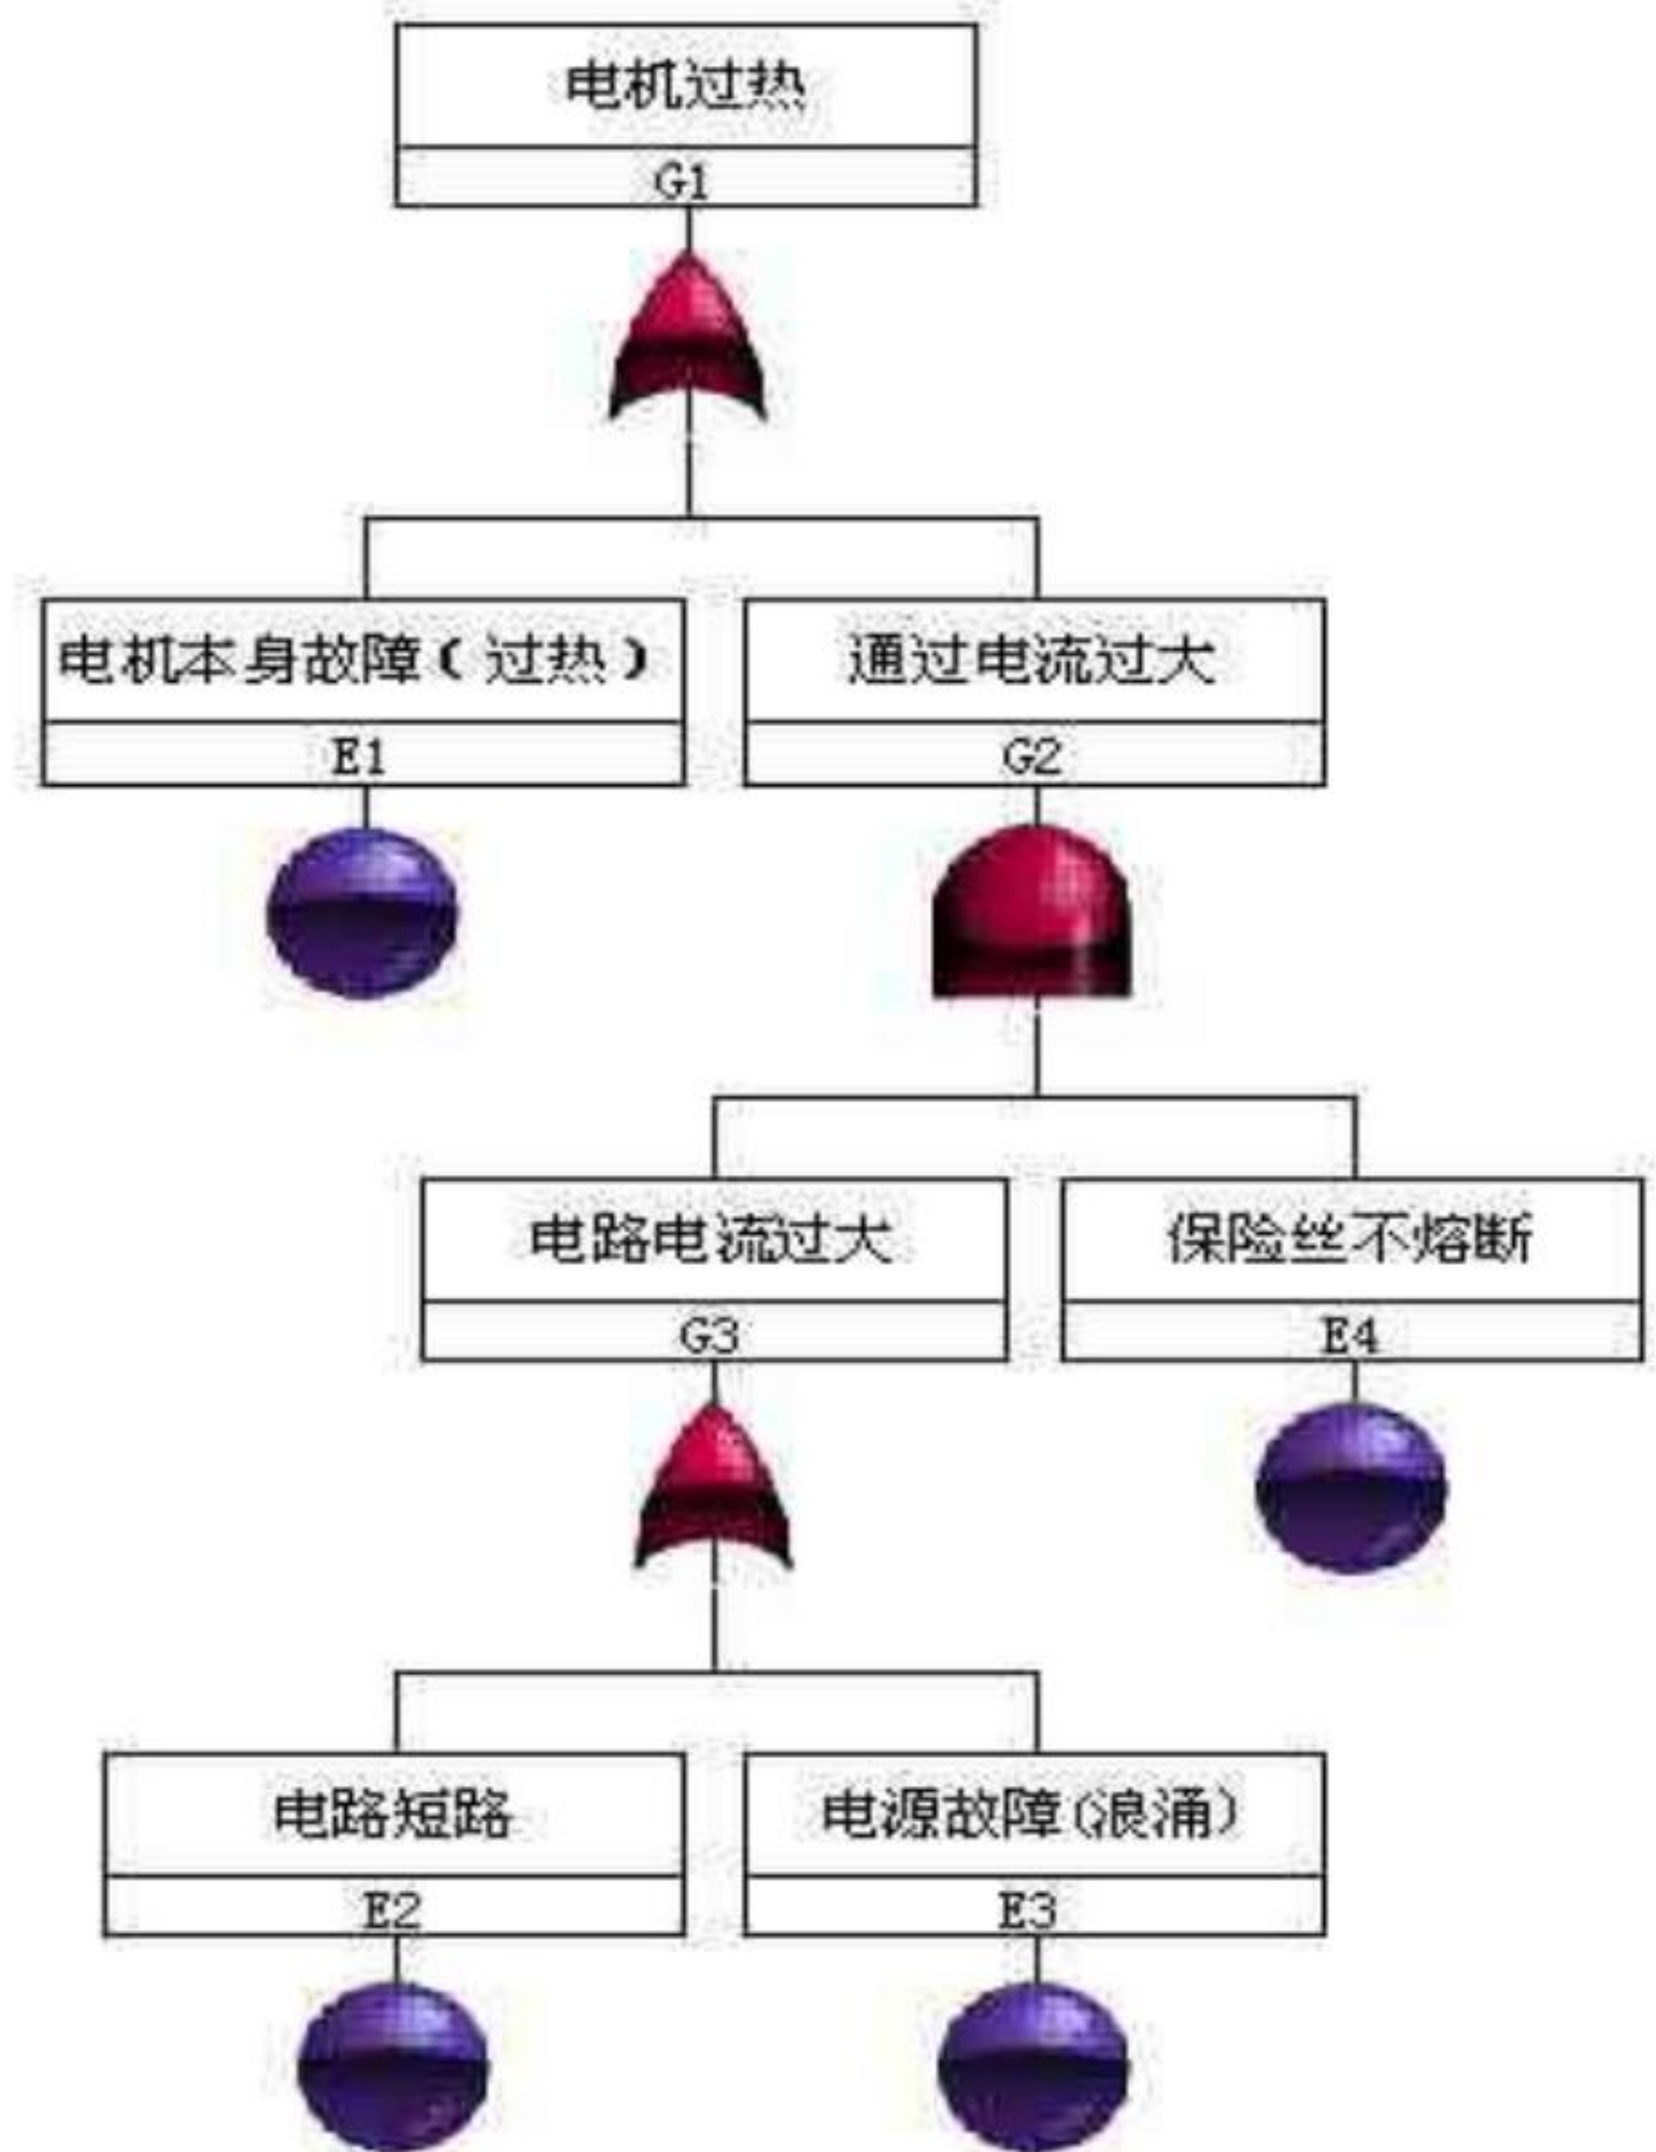 电机过热
G1
电机本身故障(过热)
E1
通过电流过大
G2
电路电流过大
G3
保险丝不熔断
E4
电路短路
E2
电源故障(浪涌)
E3